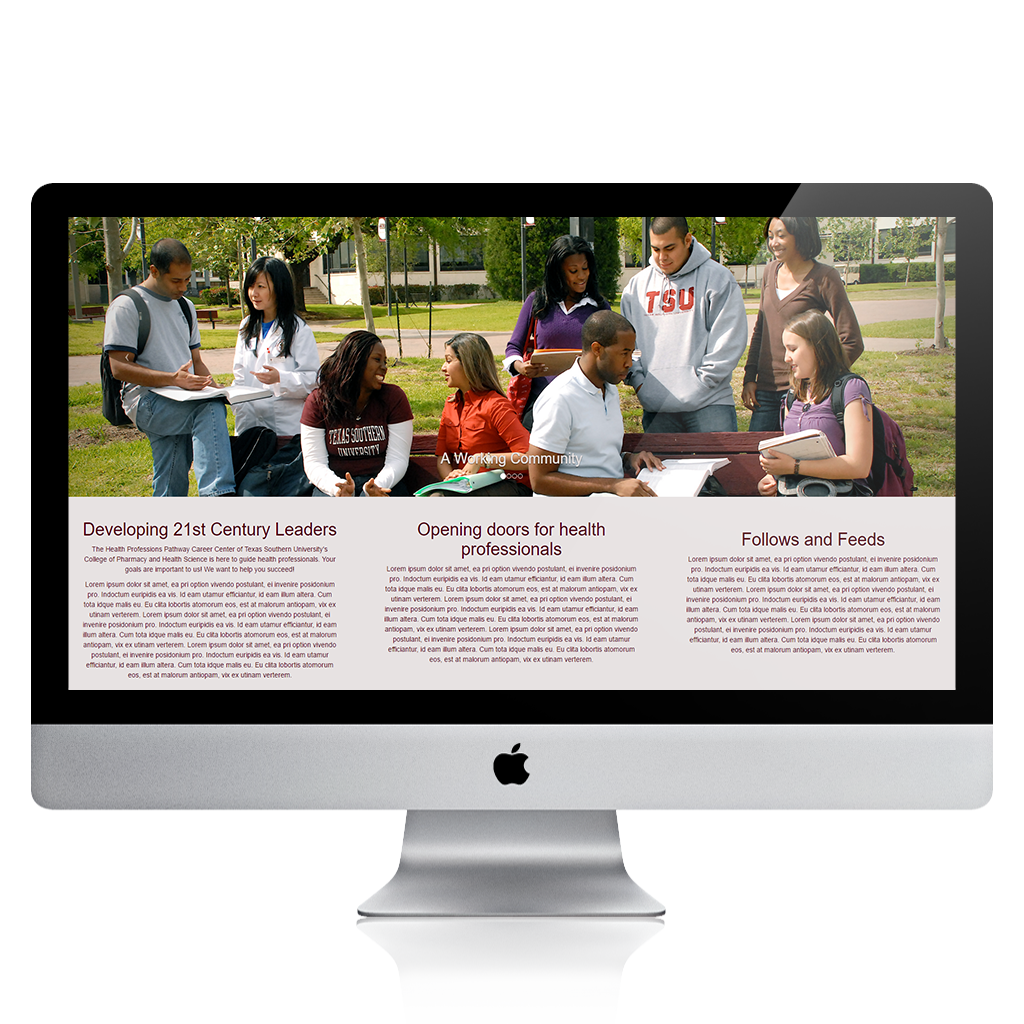 TSU
TEXAS SOUTHERN
UNIVERSITY
A Working Community
Developing 21st Century Leaders
The Health Professions Pathway Career Center of Texas Southern University's
College of Pharmacy and Health Science is here to guide health professionals. Your
goals are important to us! We want to help you succeed!
Lorem ipsum dolor sit amet, ea pri option vivendo postulant, ei invenire posidonium
pro. Indoctum euripidis ea vis. Id eam utamur efficiantur, id eam illum altera. Cum
tota idque malis eu. Eu clita lobortis atomorum eos, est at malorum antiopam, vix ex
utinam verterem. Lorem ipsum dolor sit amet, ea pri option vivendo postulant, ei
invenire posidonium pro. Indoctum euripidis ea vis. Id eam utamur efficiantur, id eam
illum altera. Cum tota idque malis eu. Eu clita lobortis atomorum eos, est at malorum
antiopam, vix ex utinam verterem. Lorem ipsum dolor sit amet, ea pri option vivendo
postulant, ei invenire posidonium pro. Indoctum euripidis ea vis. Id eam utamur
efficiantur, id eam illum altera. Cum tota idque malis eu. Eu clita lobortis atomorum
eos, est at malorum antiopam, vix ex utinam verterem.
Opening doors for health
professionals
Lorem ipsum dolor sit amet, ea pri option vivendo postulant, ei invenire posidonium
pro. Indoctum euripidis ea vis. Id eam utamur efficiantur, id eam illum altera. Cum
tota idque malis eu. Eu clita lobortis atomorum eos, est at malorum antiopam, vix ex
utinam verterem. Lorem ipsum dolor sit amet, ea pri option vivendo postulant, ei
invenire posidonium pro. Indoctum euripidis ea vis. Id eam utamur efficiantur, id eam
illum altera. Cum tota idque malis eu. Eu clita lobortis atomorum eos, est at malorum
antiopam, vix ex utinam verterem. Lorem ipsum dolor sit amet, ea pri option vivendo
postulant, ei invenire posidonium pro. Indoctum euripidis ea vis. Id eam utamur
efficiantur, id eam illum altera. Cum tota idque malis eu. Eu clita lobortis atomorum
eos, est at malorum antiopam, vix ex utinam verterem.
Follows and Feeds
Lorem ipsum dolor sit amet, ea pri option vivendo postulant, ei invenire posidonium
pro. Indoctum euripidis ea vis. Id eam utamur efficiantur, id eam illum altera. Cum
tota idque malis eu. Eu clita lobortis atomorum eos, est at malorum antiopam, vix ex
utinam verterem. Lorem ipsum dolor sit amet, ea pri option vivendo postulant, ei
invenire posidonium pro. Indoctum euripidis ea vis. Id eam utamur efficiantur, id eam
illum altera. Cum tota idque malis eu. Eu clita lobortis atomorum eos, est at malorum
antiopam, vix ex utinam verterem. Lorem ipsum dolor sit amet, ea pri option vivendo
postulant, ei invenire posidonium pro. Indoctum euripidis ea vis. Id eam utamur
efficiantur, id eam illum altera. Cum tota idque malis eu. Eu clita lobortis atomorum
eos, est at malorum antiopam, vix ex utinam verterem.